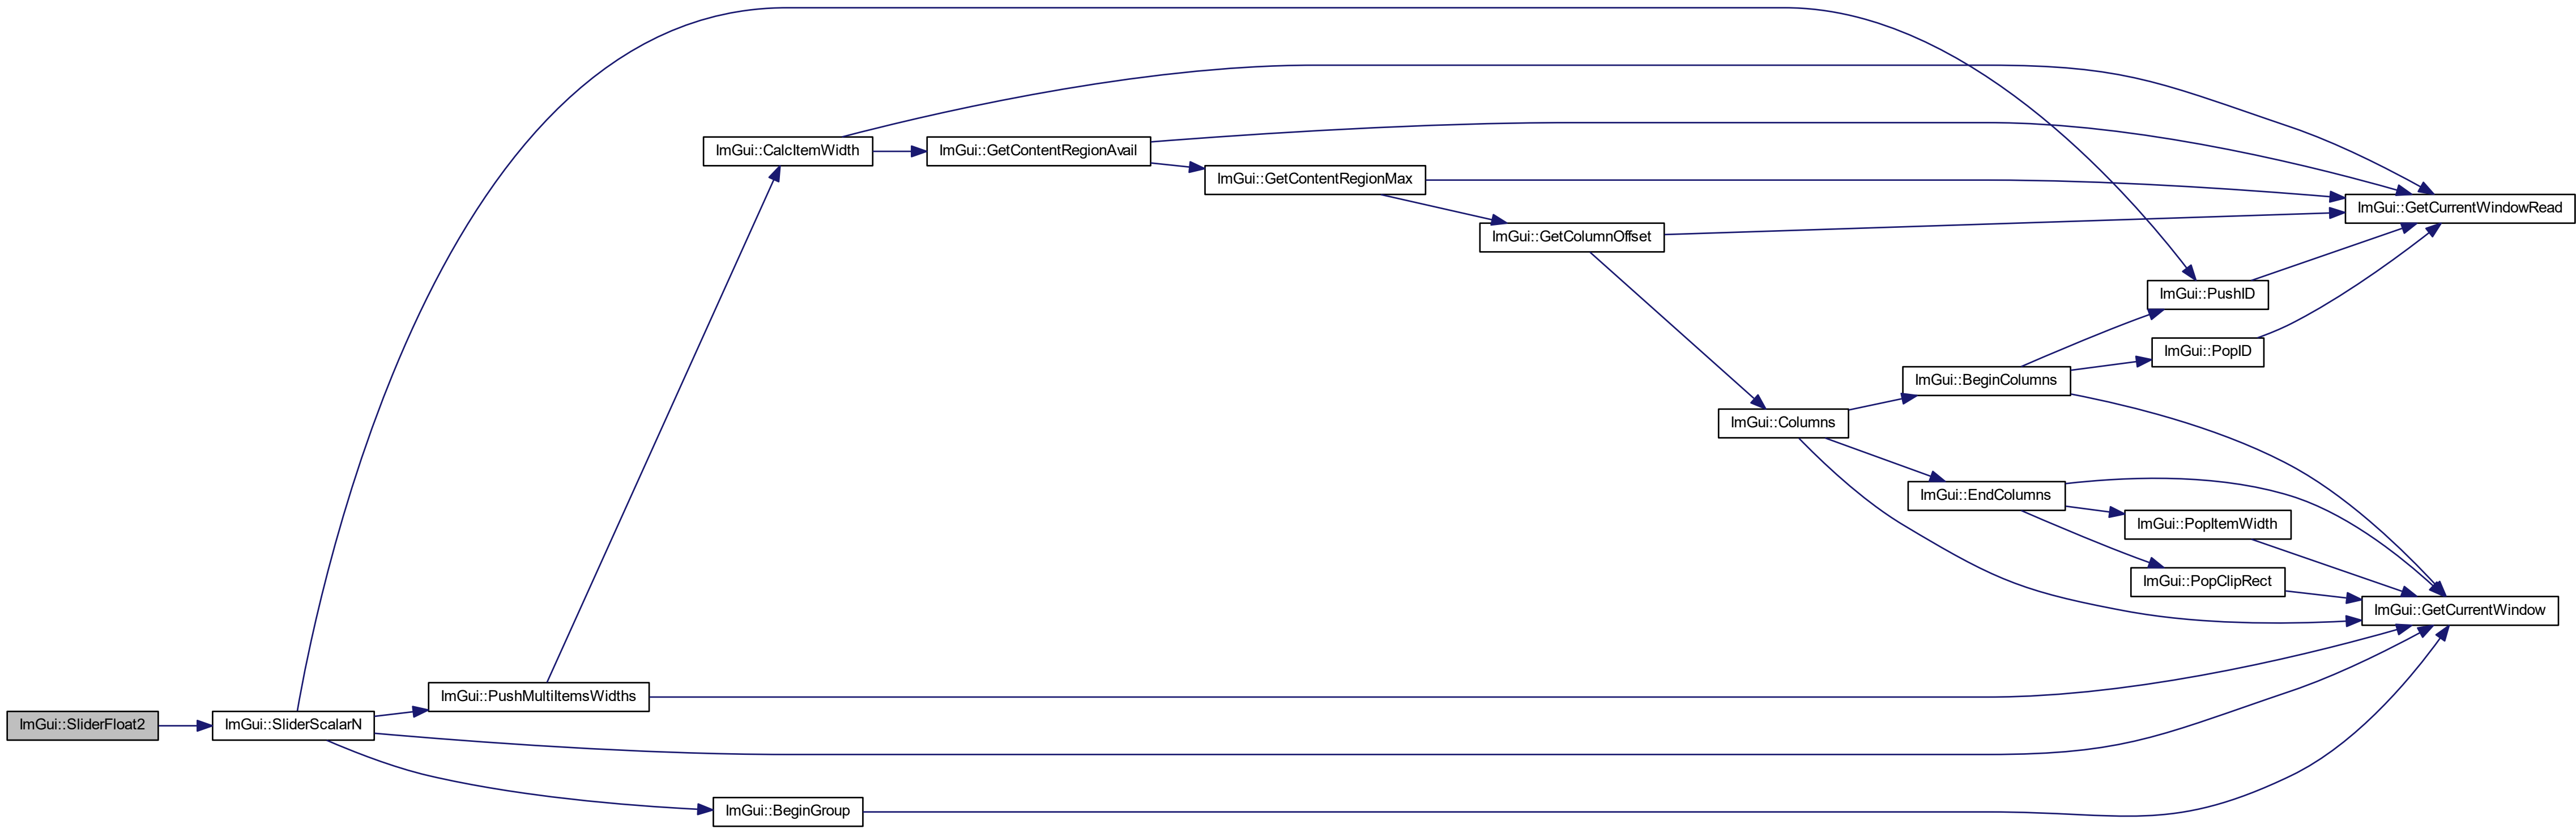 ImGui::CalcItemWidth
ImGui::GetContentRegionAvail
ImGui::GetContentRegionMax
ImGui::GetCurrentWindowRead
ImGui::GetColumnOffset
ImGui::PushID
ImGui::PopID
ImGui::BeginColumns
ImGui::Columns
ImGui::EndColumns
ImGui::PopItemWidth
ImGui::PopClipRect
ImGui::GetCurrentWindow
ImGui::PushMultiItemsWidths
ImGui::SliderFloat2
ImGui::SliderScalarN
ImGui::BeginGroup